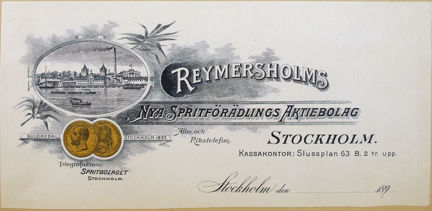 REYMERSHOLMS
NYA SPRITFÖRÄDLINGS AKTIEBOLAG
GULDMEDALJ STOCKHOLM 1897.
Allm. och
Rikstelefon.
STOCKHOLM.
KASSAKONTOR: Slussplan 63 B. 2 tr. upp.
Telegrafadress:
SPRITBOLAGET
STOCKHOLM.
Stockholm den 189